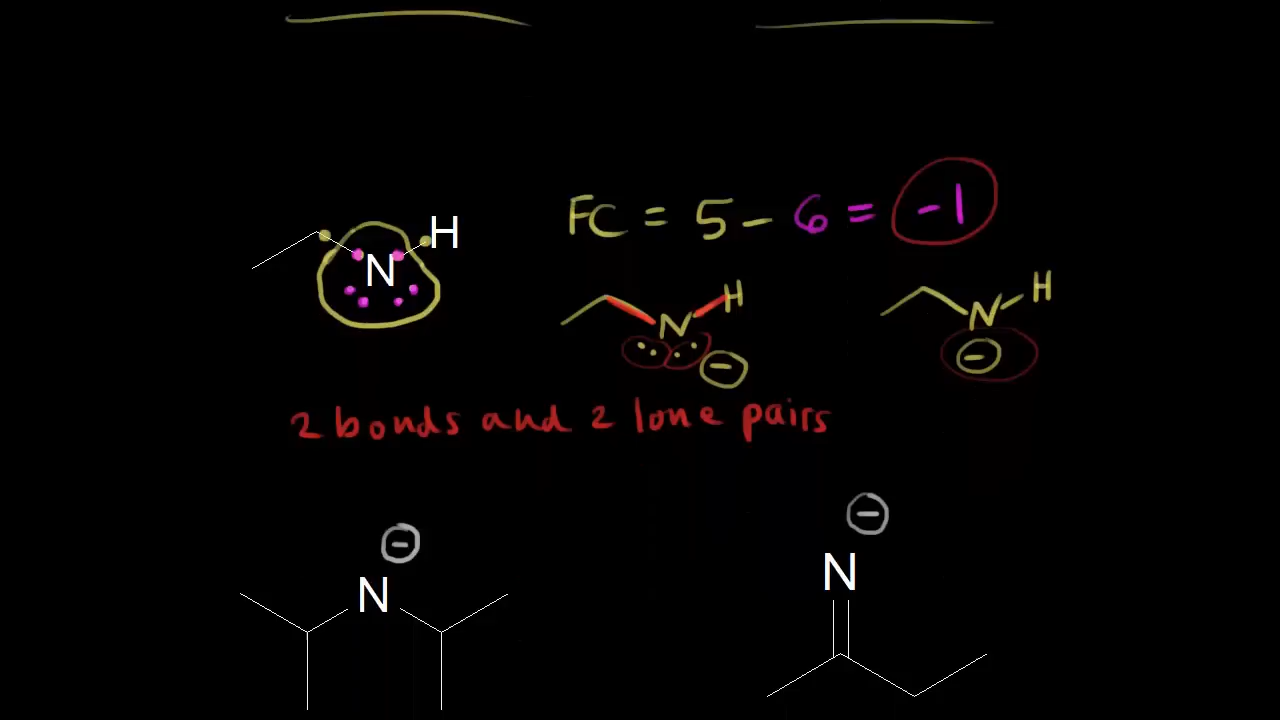 FC = 5 - 6 = -1
H
N
H
N
−
H
N
−
2 bonds and 2 lone pairs
−
N
−
N